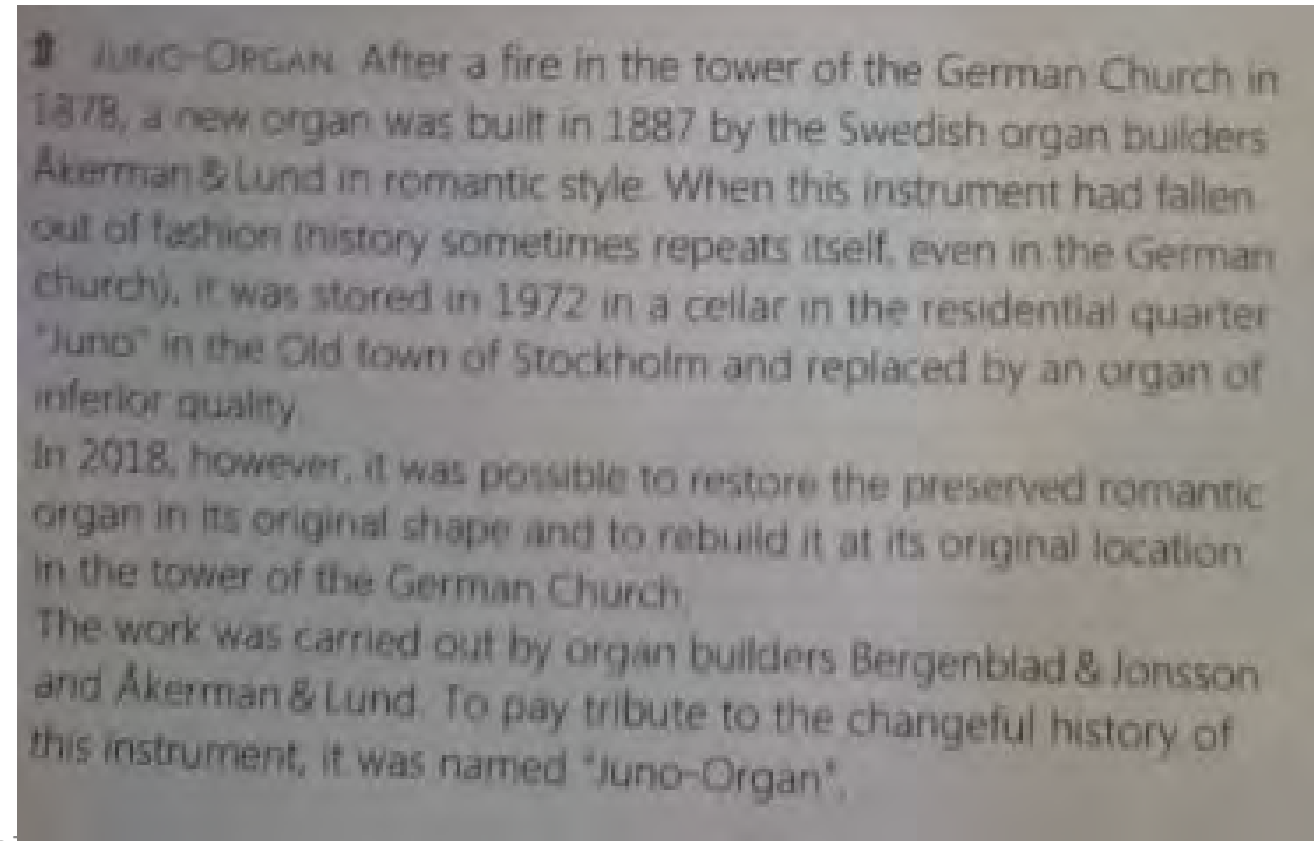 JUNO-ORGAN. After a fire in the tower of the German Church in
1878, a new organ was built in 1887 by the Swedish organ builders
Åkerman & Lund in romantic style. When this instrument had fallen
out of fashion (history sometimes repeats itself, even in the German
church), it was stored in 1972 in a cellar in the residential quarter
"Juno" in the Old town of Stockholm and replaced by an organ of
inferior quality.
In 2018, however, it was possible to restore the preserved romantic
organ in its original shape and to rebuild it at its original location
in the tower of the German Church.
The work was carried out by organ builders Bergenblad & Jonsson
and Åkerman & Lund. To pay tribute to the changeful history of
this instrument, it was named "Juno-Organ".